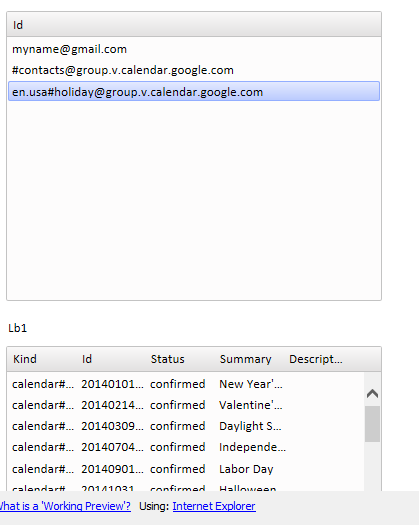 Id
myname@gmail.com
#contacts@group.v.calendar.google.com
en.usa#holiday@group.v.calendar.google.com
Lb1
Kind Id Status Summary Descript...
calendar#... 20140101... confirmed New Year'...
calendar#... 20140214... confirmed Valentine'...
calendar#... 20140309... confirmed Daylight S...
calendar#... 20140704... confirmed Independe...
calendar#... 20140901... confirmed Labor Day
calendar#... 20141031... confirmed Halloween
What is a 'Working Preview'? Using: Internet Explorer